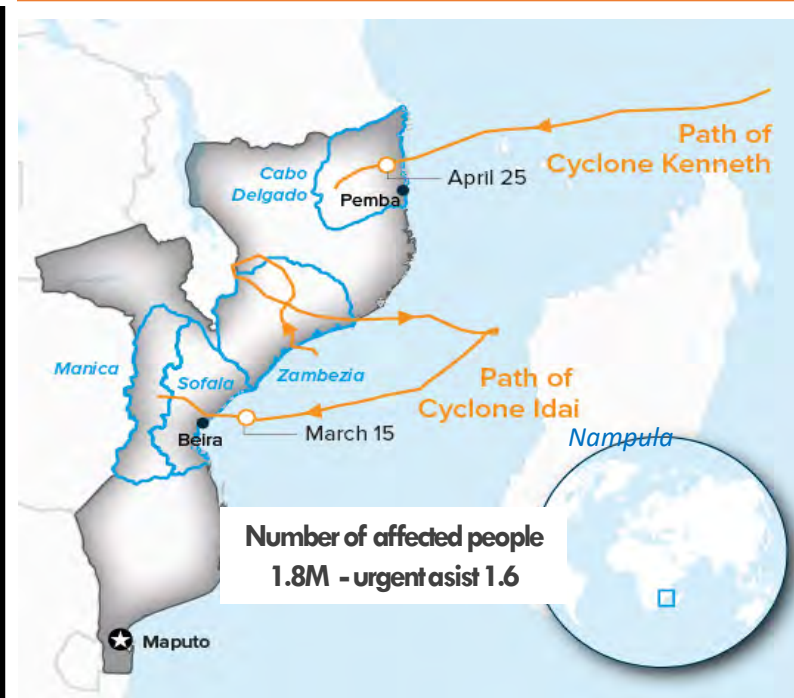 Path of
Cyclone Kenneth
Cabo
Delgado
April 25
Pemba
Manica
Sofala
Zambezia
Path of
Cyclone Idai
March 15
Beira
Nampula
Number of affected people
1.8M - urgent asist 1.6
Maputo